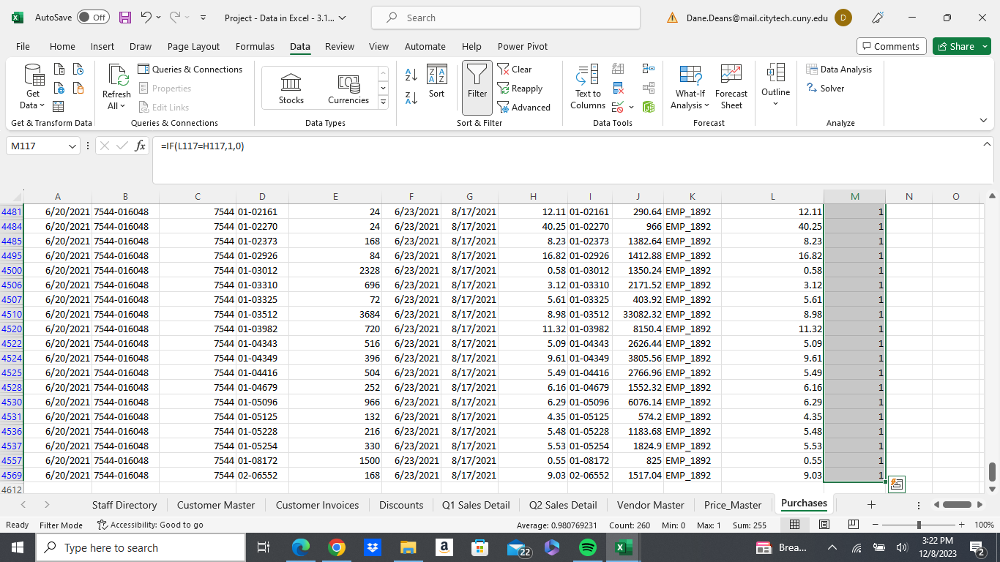 AutoSave Off Project - Data in Excel - 3.1... Search Dane.Deans@mail.citytech.cuny.edu D
File Home Insert Draw Page Layout Formulas Data Review View Automate Help Power Pivot Comments Share
Get Data Refresh All Queries & Connections Properties Edit Links Stocks Currencies Sort Filter Clear Reapply Advanced Text to Columns What-If Analysis Forecast Sheet Outline Data Analysis Solver
Get & Transform Data Queries & Connections Data Types Sort & Filter Data Tools Forecast Analyze
M117 fx =IF(L117=H117,1,0)
A B C D E F G H I J K L M N O
4481 6/20/2021 7544-016048 7544 01-02161 24 6/23/2021 8/17/2021 12.11 01-02161 290.64 EMP_1892 12.11 1
4484 6/20/2021 7544-016048 7544 01-02270 24 6/23/2021 8/17/2021 40.25 01-02270 966 EMP_1892 40.25 1
4485 6/20/2021 7544-016048 7544 01-02373 168 6/23/2021 8/17/2021 8.23 01-02373 1382.64 EMP_1892 8.23 1
4495 6/20/2021 7544-016048 7544 01-02926 84 6/23/2021 8/17/2021 16.82 01-02926 1412.88 EMP_1892 16.82 1
4500 6/20/2021 7544-016048 7544 01-03012 2328 6/23/2021 8/17/2021 0.58 01-03012 1350.24 EMP_1892 0.58 1
4506 6/20/2021 7544-016048 7544 01-03310 696 6/23/2021 8/17/2021 3.12 01-03310 2171.52 EMP_1892 3.12 1
4507 6/20/2021 7544-016048 7544 01-03325 72 6/23/2021 8/17/2021 5.61 01-03325 403.92 EMP_1892 5.61 1
4510 6/20/2021 7544-016048 7544 01-03512 3684 6/23/2021 8/17/2021 8.98 01-03512 33082.32 EMP_1892 8.98 1
4520 6/20/2021 7544-016048 7544 01-03982 720 6/23/2021 8/17/2021 11.32 01-03982 8150.4 EMP_1892 11.32 1
4522 6/20/2021 7544-016048 7544 01-04343 516 6/23/2021 8/17/2021 5.09 01-04343 2626.44 EMP_1892 5.09 1
4524 6/20/2021 7544-016048 7544 01-04349 396 6/23/2021 8/17/2021 9.61 01-04349 3805.56 EMP_1892 9.61 1
4525 6/20/2021 7544-016048 7544 01-04416 504 6/23/2021 8/17/2021 5.49 01-04416 2766.96 EMP_1892 5.49 1
4528 6/20/2021 7544-016048 7544 01-04679 252 6/23/2021 8/17/2021 6.16 01-04679 1552.32 EMP_1892 6.16 1
4530 6/20/2021 7544-016048 7544 01-05096 966 6/23/2021 8/17/2021 6.29 01-05096 6076.14 EMP_1892 6.29 1
4531 6/20/2021 7544-016048 7544 01-05125 132 6/23/2021 8/17/2021 4.35 01-05125 574.2 EMP_1892 4.35 1
4536 6/20/2021 7544-016048 7544 01-05228 216 6/23/2021 8/17/2021 5.48 01-05228 1183.68 EMP_1892 5.48 1
4537 6/20/2021 7544-016048 7544 01-05254 330 6/23/2021 8/17/2021 5.53 01-05254 1824.9 EMP_1892 5.53 1
4557 6/20/2021 7544-016048 7544 01-08172 1500 6/23/2021 8/17/2021 0.55 01-08172 825 EMP_1892 0.55 1
4569 6/20/2021 7544-016048 7544 02-06552 168 6/23/2021 8/17/2021 9.03 02-06552 1517.04 EMP_1892 9.03 1
4612
Staff Directory Customer Master Customer Invoices Discounts Q1 Sales Detail Q2 Sales Detail Vendor Master Price_Master Purchases
Ready Filter Mode Accessibility: Good to go Average: 0.980769231 Count: 260 Min: 0 Max: 1 Sum: 255 100%
Type here to search a 22 Brea... 3:22 PM
12/8/2023 2